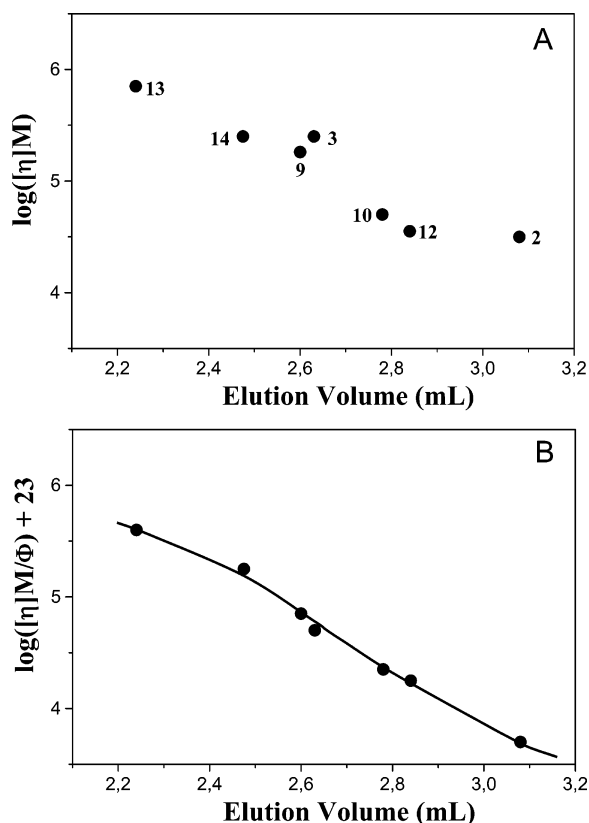 A
6
5
4
log([η]M)
13
14
3
9
10
12
2
2,2 2,4 2,6 2,8 3,0 3,2
Elution Volume (mL)
B
6
5
4
log([η]M/Φ) + 23
2,2 2,4 2,6 2,8 3,0 3,2
Elution Volume (mL)